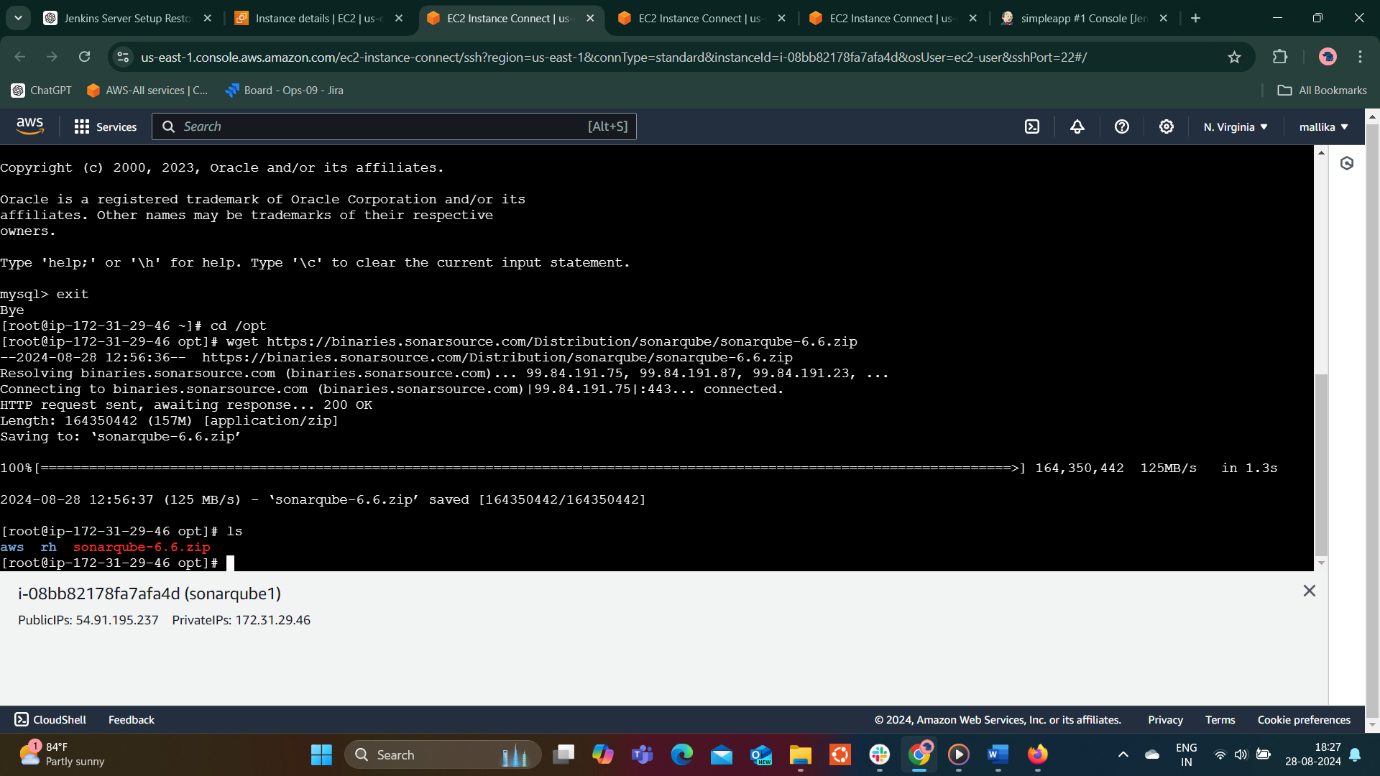 Jenkins Server Setup Resto
Instance details | EC2 | us-e
EC2 Instance Connect | us-
EC2 Instance Connect | us-
EC2 Instance Connect | us-
simpleapp #1 Console [Jen
us-east-1.console.aws.amazon.com/ec2-instance-connect/ssh?region=us-east-1&connType=standard&instanceId=i-08bb82178fa7afa4d&osUser=ec2-user&sshPort=22#/
ChatGPT
AWS-All services | C...
Board - Ops-09 - Jira
All Bookmarks
aws
Services
Search
[Alt+S]
N. Virginia
mallika
Copyright (c) 2000, 2023, Oracle and/or its affiliates.
Oracle is a registered trademark of Oracle Corporation and/or its
affiliates. Other names may be trademarks of their respective
owners.
Type 'help;' or '\h' for help. Type '\c' to clear the current input statement.
mysql> exit
Bye
[root@ip-172-31-29-46 ~]# cd /opt
[root@ip-172-31-29-46 opt]# wget https://binaries.sonarsource.com/Distribution/sonarqube/sonarqube-6.6.zip
--2024-08-28 12:56:36--  https://binaries.sonarsource.com/Distribution/sonarqube/sonarqube-6.6.zip
Resolving binaries.sonarsource.com (binaries.sonarsource.com)... 99.84.191.75, 99.84.191.87, 99.84.191.23, ...
Connecting to binaries.sonarsource.com (binaries.sonarsource.com)|99.84.191.75|:443... connected.
HTTP request sent, awaiting response... 200 OK
Length: 164350442 (157M) [application/zip]
Saving to: ‘sonarqube-6.6.zip’
100%[=========================================================================================================================>] 164,350,442  125MB/s   in 1.3s
2024-08-28 12:56:37 (125 MB/s) - ‘sonarqube-6.6.zip’ saved [164350442/164350442]
[root@ip-172-31-29-46 opt]# ls
aws  rh  sonarqube-6.6.zip
[root@ip-172-31-29-46 opt]#
i-08bb82178fa7afa4d (sonarqube1)
PublicIPs: 54.91.195.237    PrivateIPs: 172.31.29.46
CloudShell
Feedback
© 2024, Amazon Web Services, Inc. or its affiliates.
Privacy
Terms
Cookie preferences
1
84°F
Partly sunny
Search
NEW
ENG
IN
18:27
28-08-2024